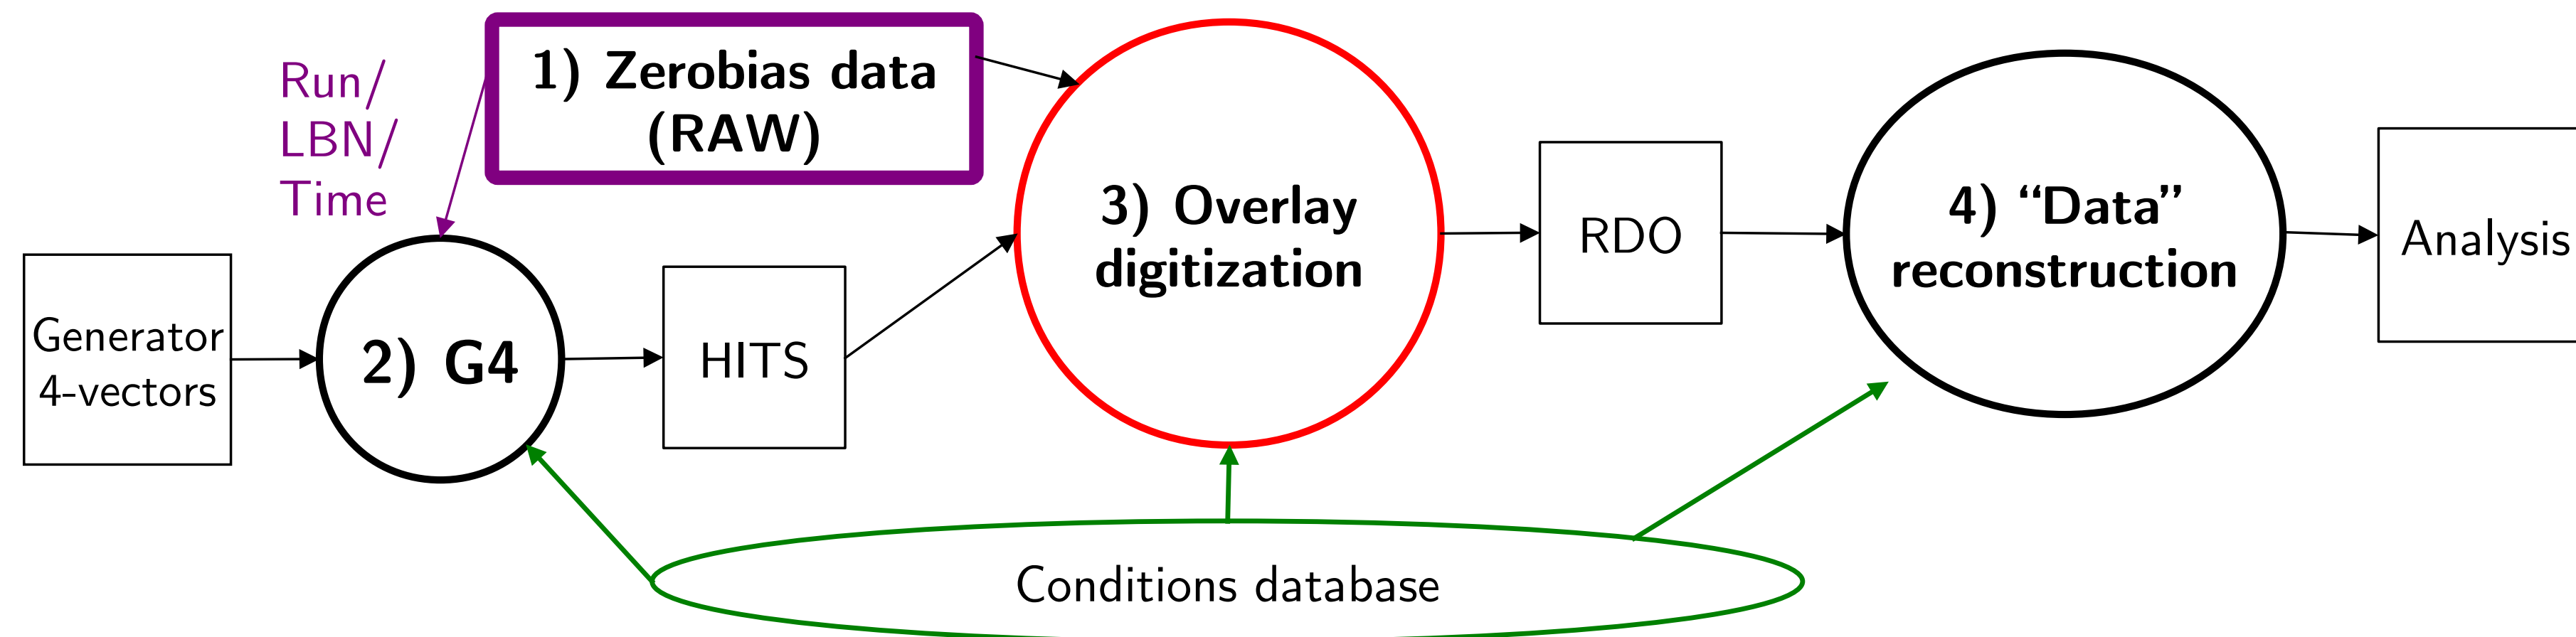 Run/
LBN/
Time
1) Zerobias data
(RAW)
Generator
4-vectors
2) G4
HITS
3) Overlay
digitization
RDO
4) “Data”
reconstruction
Analysis
Conditions database